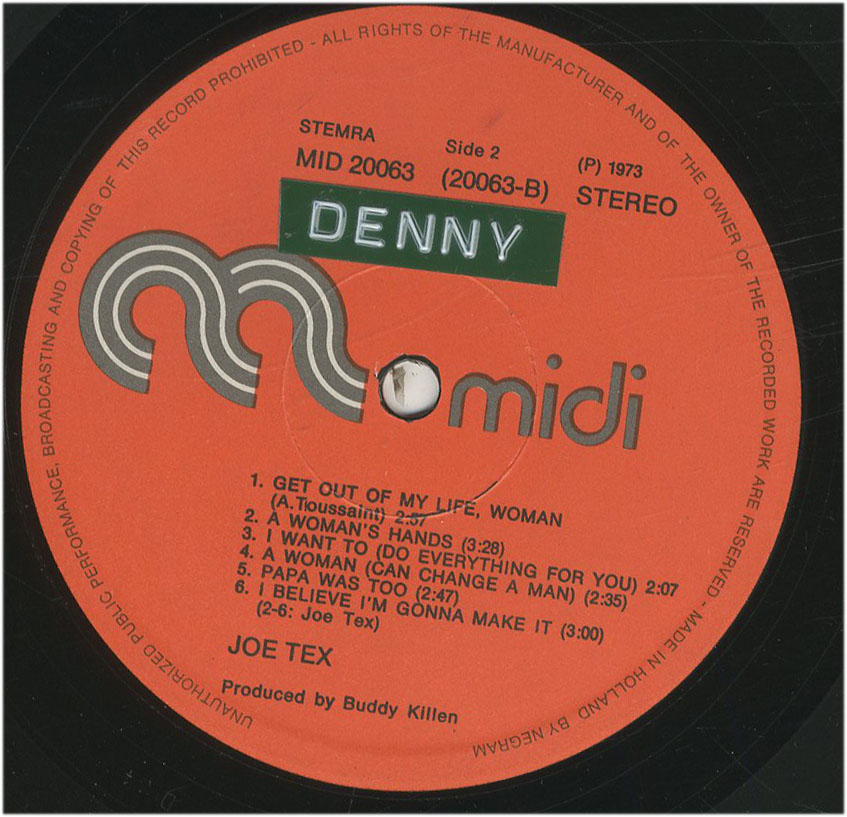 UNAUTHORIZED PUBLIC PERFORMANCE, BROADCASTING AND COPYING OF THIS RECORD PROHIBITED - ALL RIGHTS OF THE MANUFACTURER AND OF THE OWNER OF THE RECORDED WORK ARE RESERVED - MADE IN HOLLAND BY NEGRAM
STEMRA
MID 20063
Side 2
(20063-B)
(P) 1973
STEREO
DENNY
midi
1. GET OUT OF MY LIFE, WOMAN
(A.Tioussaint) 2:57
2. A WOMAN'S HANDS (3:28)
3. I WANT TO (DO EVERYTHING FOR YOU) 2:07
4. A WOMAN (CAN CHANGE A MAN) (2:35)
5. PAPA WAS TOO (2:47)
6. I BELIEVE I'M GONNA MAKE IT (3:00)
(2-6: Joe Tex)
JOE TEX
Produced by Buddy Killen